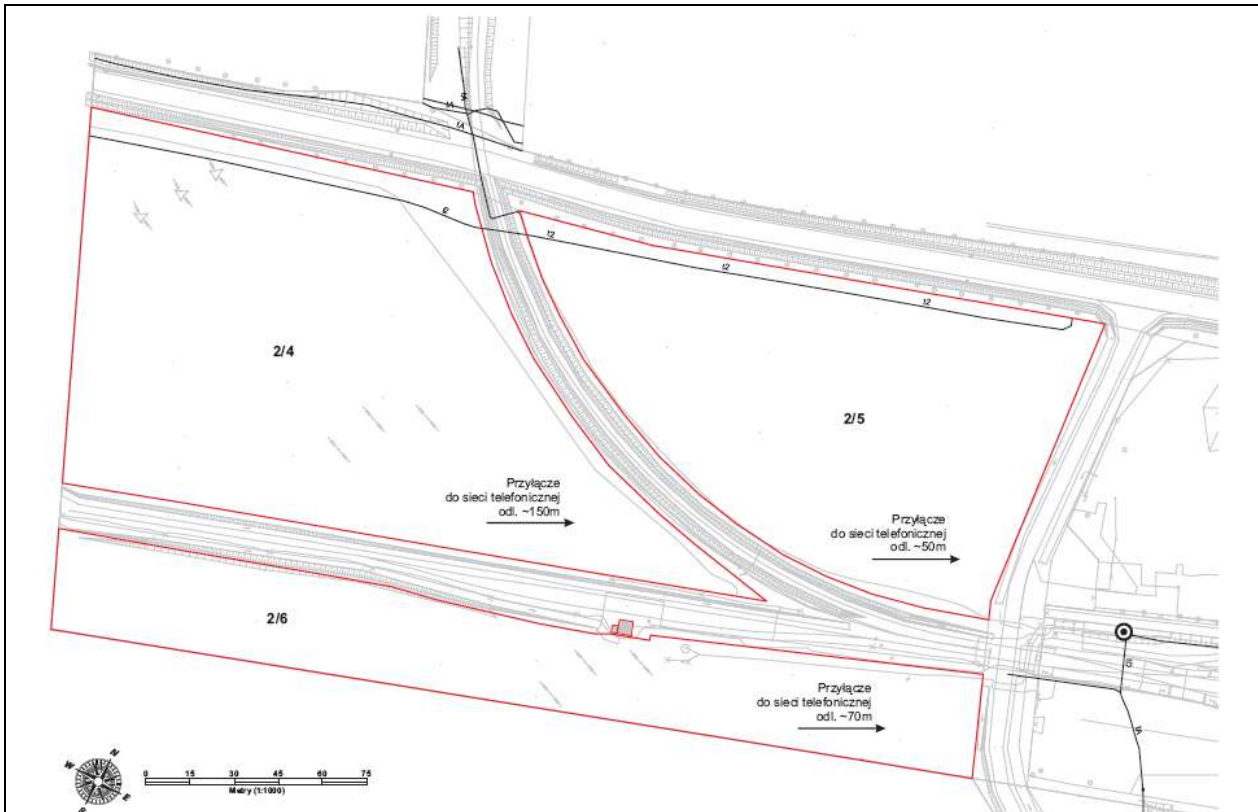 t2
t2
t2
2/4
2/5
Przyłącze
do sieci telefonicznej
odl. ~150m
Przyłącze
do sieci telefonicznej
odl. ~50m
2/6
Przyłącze
do sieci telefonicznej
odl. ~70m
N
W
E
S
0 15 30 45 60 75
Metry (1:1000)